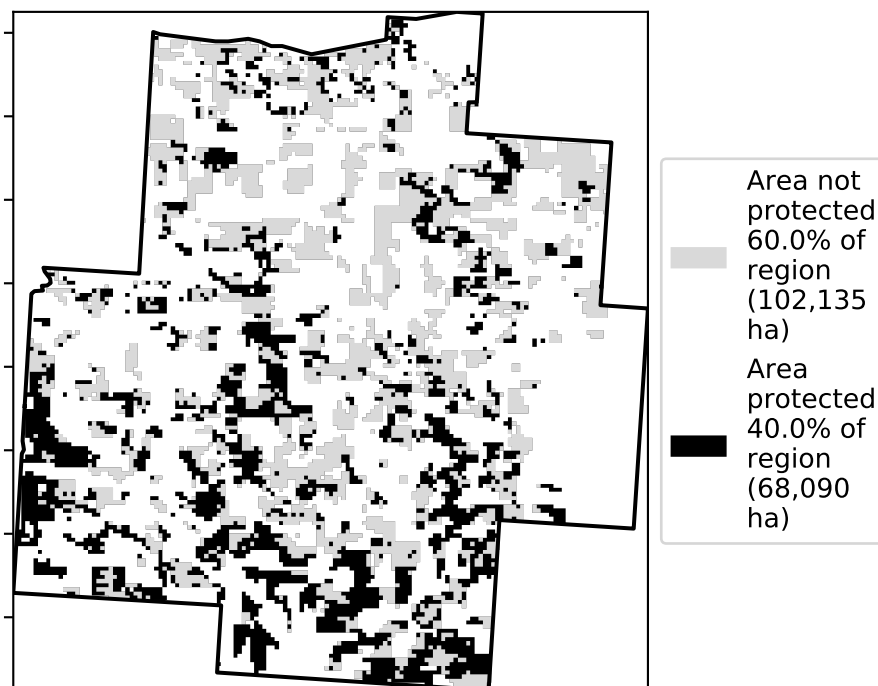 Area not
protected
60.0% of
region
(102,135
ha)
Area
protected
40.0% of
region
(68,090
ha)